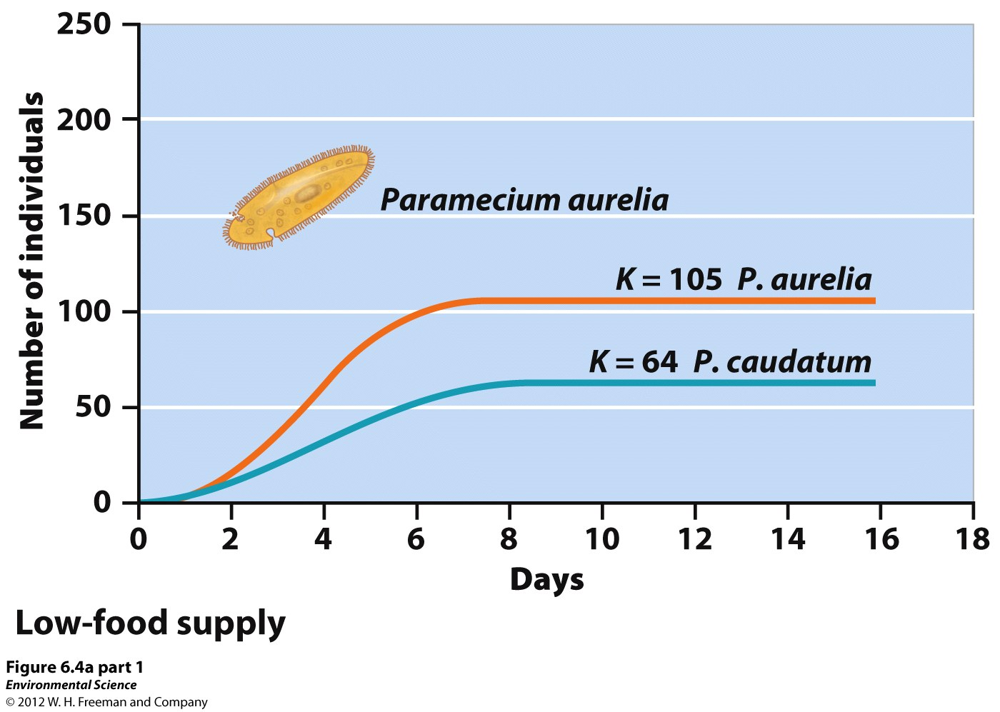 250
200
150
100
50
0
Number of individuals
Paramecium aurelia
K = 105 P. aurelia
K = 64 P. caudatum
0 2 4 6 8 10 12 14 16 18
Days
Low-food supply
Figure 6.4a part 1
Environmental Science
© 2012 W. H. Freeman and Company